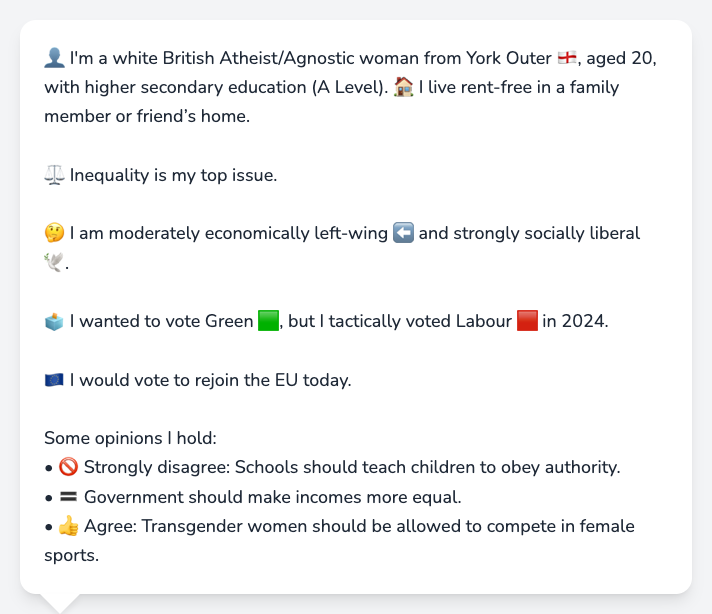 👤 I'm a white British Atheist/Agnostic woman from York Outer 🏴󠁧󠁢󠁥󠁮󠁧󠁿, aged 20,
with higher secondary education (A Level). 🏠 I live rent-free in a family
member or friend’s home.
⚖️ Inequality is my top issue.
🤔 I am moderately economically left-wing ⬅️ and strongly socially liberal
🕊️.
🗳️ I wanted to vote Green 🟩, but I tactically voted Labour 🟥 in 2024.
🇪🇺 I would vote to rejoin the EU today.
Some opinions I hold:
• 🚫 Strongly disagree: Schools should teach children to obey authority.
• 🟰 Government should make incomes more equal.
• 👍 Agree: Transgender women should be allowed to compete in female
sports.